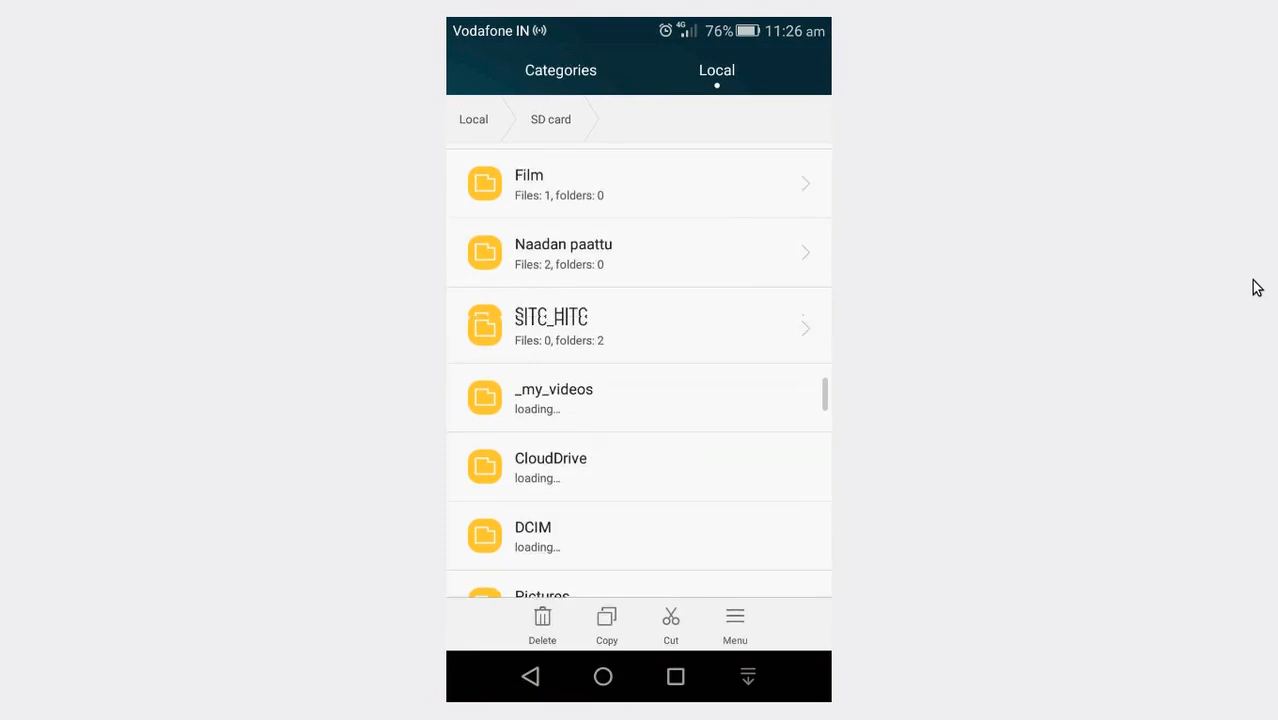 Vodafone IN 4G 76% 11:26 am
Categories Local
Local SD card
Film
Files: 1, folders: 0
Naadan paattu
Files: 2, folders: 0
Files: 0, folders: 2
_my_videos
loading...
CloudDrive
loading...
DCIM
loading...
Pictures
Delete Copy Cut Menu